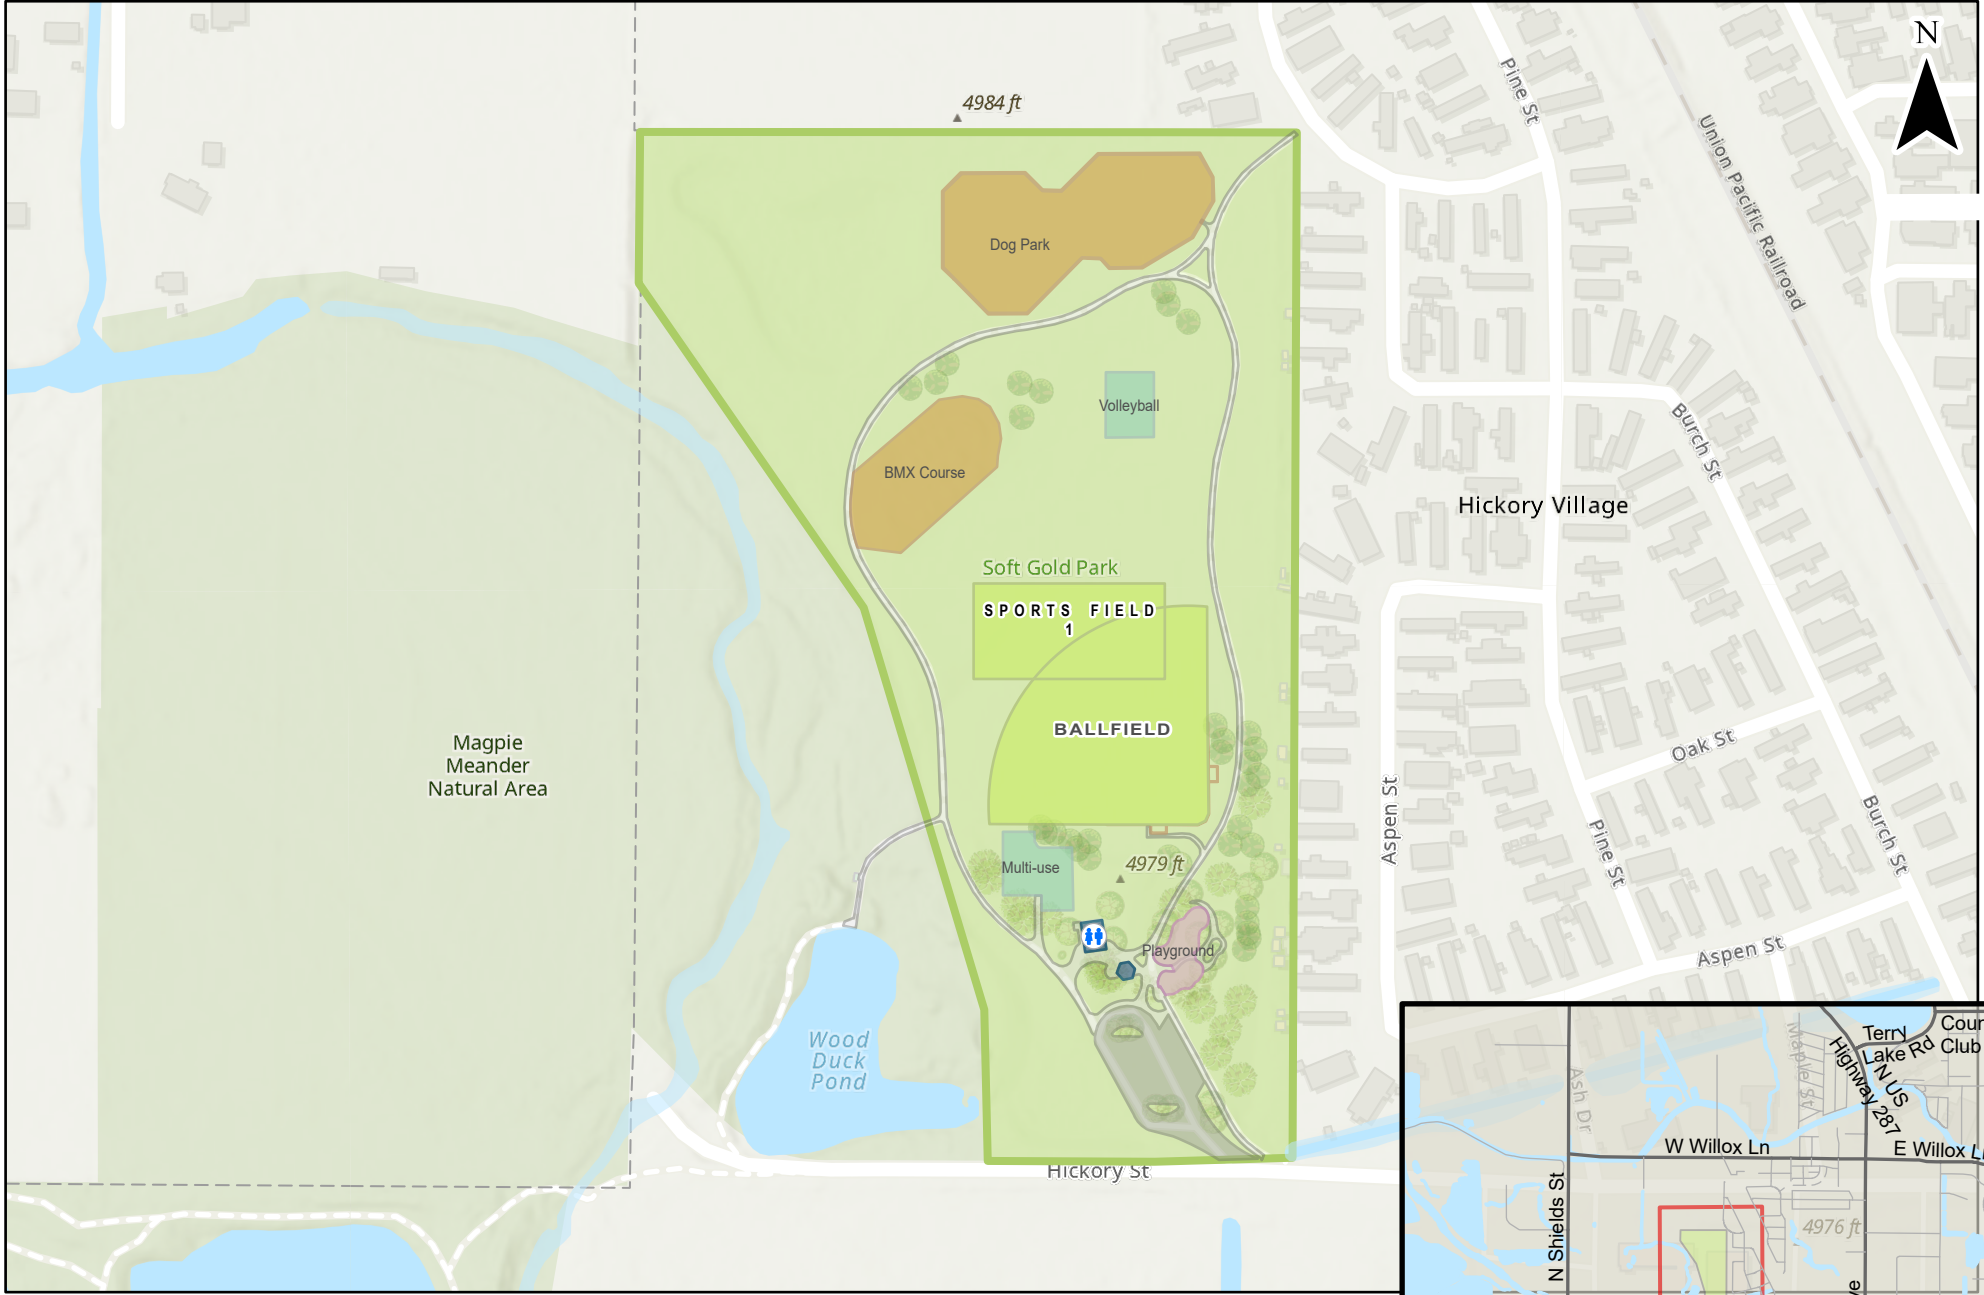 N
4984 ft
Pine St
Union Pacific Railroad
Dog Park
Volleyball
Burch St
BMX Course
Hickory Village
Soft Gold Park
SPORTS FIELD
1
BALLFIELD
Magpie
Meander
Natural Area
Oak St
Aspen St
Pine St
Burch St
Multi-use
4979 ft
Playground
Aspen St
Wood
Duck
Pond
Hickory St
Terry
Lake Rd
Cour
Club
N US
Highway 287
Maple St
Ash Dr
W Willox Ln
E Willox L
N Shields St
4976 ft